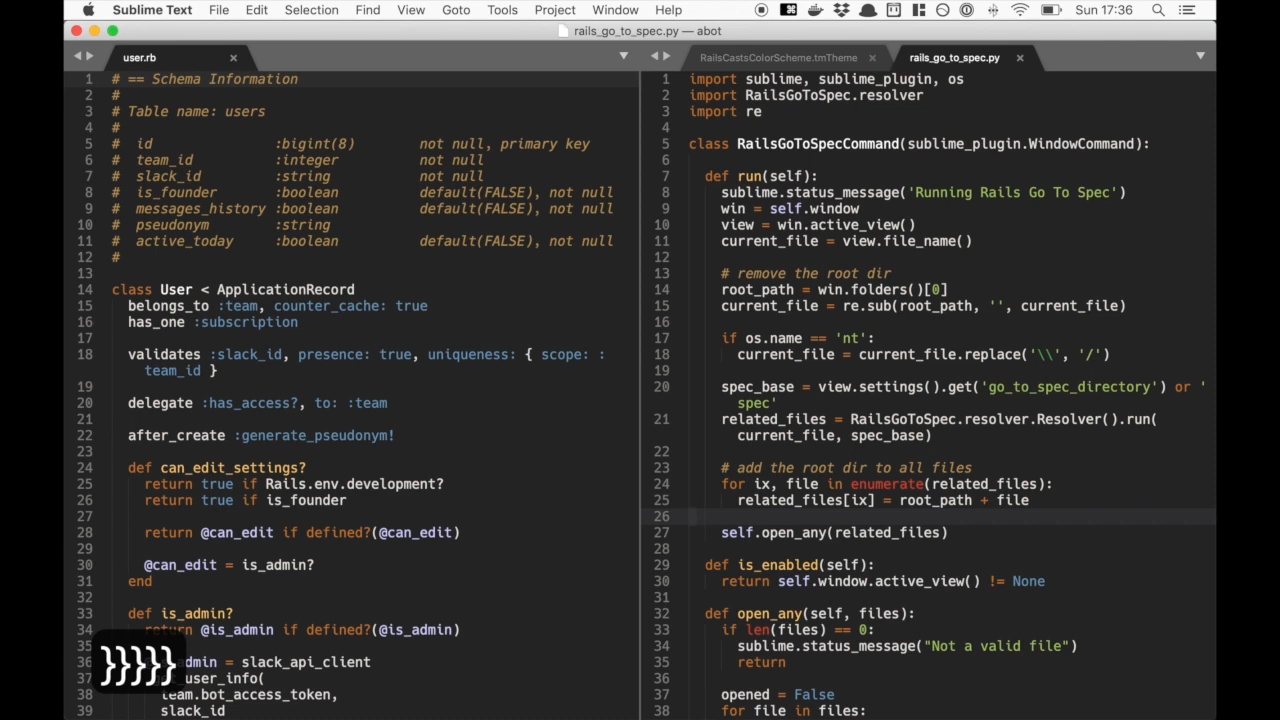 Sublime Text File Edit Selection Find View Goto Tools Project Window Help Sun 17:36
rails_go_to_spec.py — abot
user.rb
1 # == Schema Information
2 #
3 # Table name: users
4 #
5 # id :bigint(8) not null, primary key
6 # team_id :integer not null
7 # slack_id :string not null
8 # is_founder :boolean default(FALSE), not null
9 # messages_history :boolean default(FALSE), not null
10 # pseudonym :string
11 # active_today :boolean default(FALSE), not null
12 #
13
14 class User < ApplicationRecord
15 belongs_to :team, counter_cache: true
16 has_one :subscription
17
18 validates :slack_id, presence: true, uniqueness: { scope: :
team_id }
19
20 delegate :has_access?, to: :team
21
22 after_create :generate_pseudonym!
23
24 def can_edit_settings?
25 return true if Rails.env.development?
26 return true if is_founder
27
28 return @can_edit if defined?(@can_edit)
29
30 @can_edit = is_admin?
31 end
32
33 def is_admin?
34 return @is_admin if defined?(@is_admin)
35
36 admin = slack_api_client
37 user_info(
38 team.bot_access_token,
39 slack_id
}}}}}
RailsCastsColorScheme.tmTheme rails_go_to_spec.py
1 import sublime, sublime_plugin, os
2 import RailsGoToSpec.resolver
3 import re
4
5 class RailsGoToSpecCommand(sublime_plugin.WindowCommand):
6
7 def run(self):
8 sublime.status_message('Running Rails Go To Spec')
9 win = self.window
10 view = win.active_view()
11 current_file = view.file_name()
12
13 # remove the root dir
14 root_path = win.folders()[0]
15 current_file = re.sub(root_path, '', current_file)
16
17 if os.name == 'nt':
18 current_file = current_file.replace('\\', '/')
19
20 spec_base = view.settings().get('go_to_spec_directory') or '
spec'
21 related_files = RailsGoToSpec.resolver.Resolver().run(
current_file, spec_base)
22
23 # add the root dir to all files
24 for ix, file in enumerate(related_files):
25 related_files[ix] = root_path + file
26
27 self.open_any(related_files)
28
29 def is_enabled(self):
30 return self.window.active_view() != None
31
32 def open_any(self, files):
33 if len(files) == 0:
34 sublime.status_message("Not a valid file")
35 return
36
37 opened = False
38 for file in files: